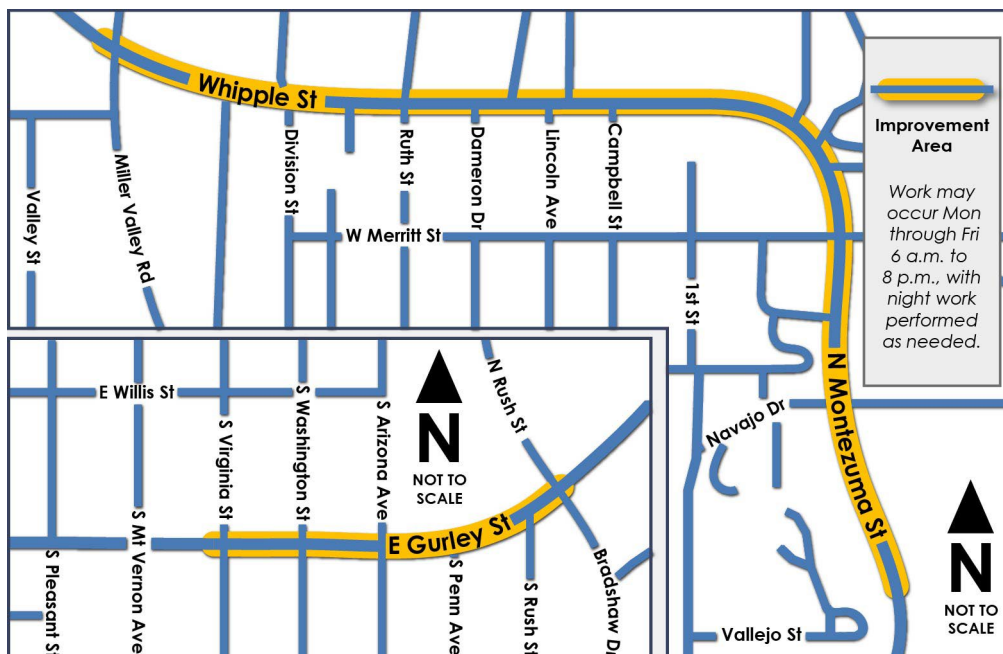 Whipple St
Valley St
Miller Valley Rd
Division St
Ruth St
Dameron Dr
Lincoln Ave
Campbell St
W Merritt St
1st St
N Montezuma St
Navajo Dr
Vallejo St
Improvement
Area
Work may
occur Mon
through Fri
6 a.m. to
8 p.m., with
night work
performed
as needed.
N
NOT TO
SCALE
E Willis St
S Pleasant St
S Mt Vernon Ave
S Virginia St
S Washington St
S Arizona Ave
E Gurley St
S Penn Ave
S Rush St
N Rush St
Bradshaw Dr
N
NOT TO
SCALE